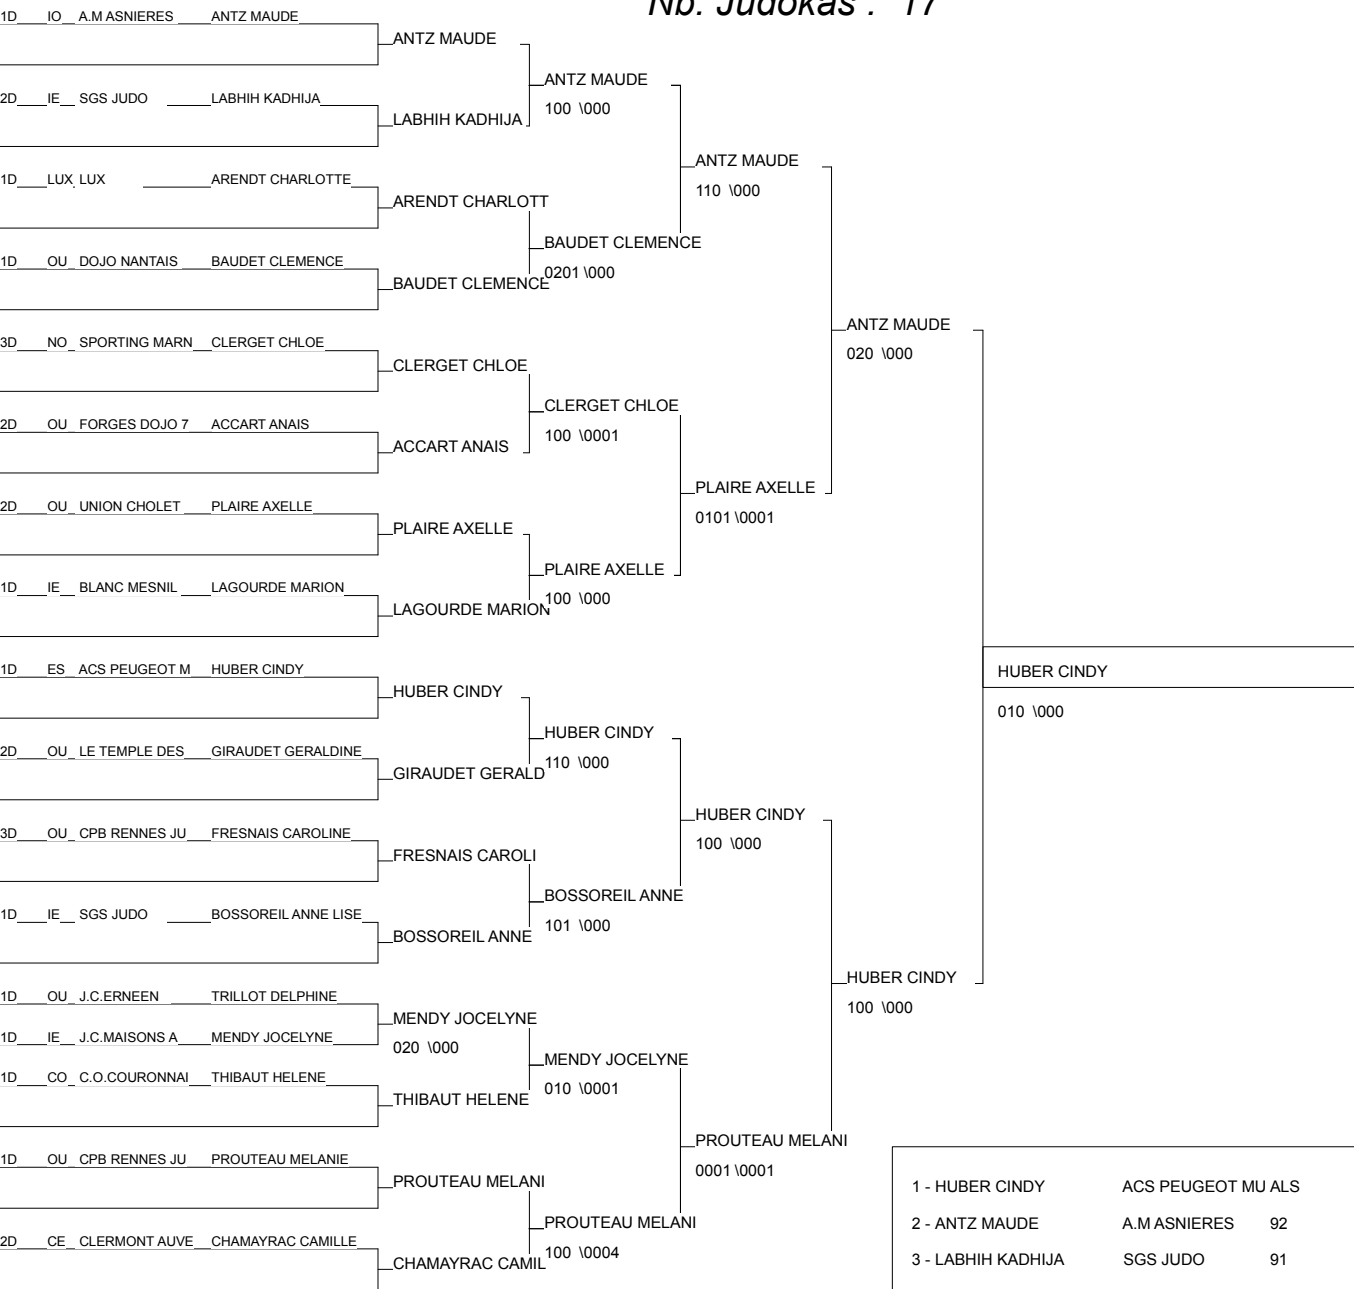 Nb. Judokas : 17
1D IO A.M ASNIERES ANTZ MAUDE
ANTZ MAUDE
ANTZ MAUDE
100 \000
2D IE SGS JUDO LABHIH KADHIJA
LABHIH KADHIJA
ANTZ MAUDE
110 \000
1D LUX LUX ARENDT CHARLOTTE
ARENDT CHARLOTT
BAUDET CLEMENCE
0201 \000
1D OU DOJO NANTAIS BAUDET CLEMENCE
BAUDET CLEMENCE
ANTZ MAUDE
020 \000
3D NO SPORTING MARN CLERGET CHLOE
CLERGET CHLOE
CLERGET CHLOE
100 \0001
2D OU FORGES DOJO 7 ACCART ANAIS
ACCART ANAIS
PLAIRE AXELLE
0101 \0001
2D OU UNION CHOLET PLAIRE AXELLE
PLAIRE AXELLE
PLAIRE AXELLE
100 \000
1D IE BLANC MESNIL LAGOURDE MARION
LAGOURDE MARION
HUBER CINDY
010 \000
1D ES ACS PEUGEOT M HUBER CINDY
HUBER CINDY
HUBER CINDY
110 \000
2D OU LE TEMPLE DES GIRAUDET GERALDINE
GIRAUDET GERALD
HUBER CINDY
100 \000
3D OU CPB RENNES JU FRESNAIS CAROLINE
FRESNAIS CAROLI
BOSSOREIL ANNE
101 \000
1D IE SGS JUDO BOSSOREIL ANNE LISE
BOSSOREIL ANNE
HUBER CINDY
100 \000
1D OU J.C.ERNEEN TRILLOT DELPHINE
MENDY JOCELYNE
020 \000
1D IE J.C.MAISONS A MENDY JOCELYNE
MENDY JOCELYNE
010 \0001
1D CO C.O.COURONNAI THIBAUT HELENE
THIBAUT HELENE
PROUTEAU MELANI
0001 \0001
1D OU CPB RENNES JU PROUTEAU MELANIE
PROUTEAU MELANI
PROUTEAU MELANI
100 \0004
2D CE CLERMONT AUVE CHAMAYRAC CAMILLE
CHAMAYRAC CAMIL
1 - HUBER CINDY ACS PEUGEOT MU ALS
2 - ANTZ MAUDE A.M ASNIERES 92
3 - LABHIH KADHIJA SGS JUDO 91